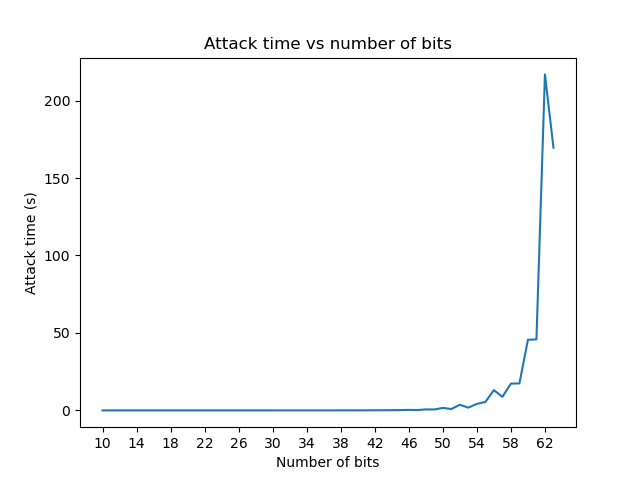 Attack time vs number of bits
200
150
100
50
0
Attack time (s)
10 14 18 22 26 30 34 38 42 46 50 54 58 62
Number of bits